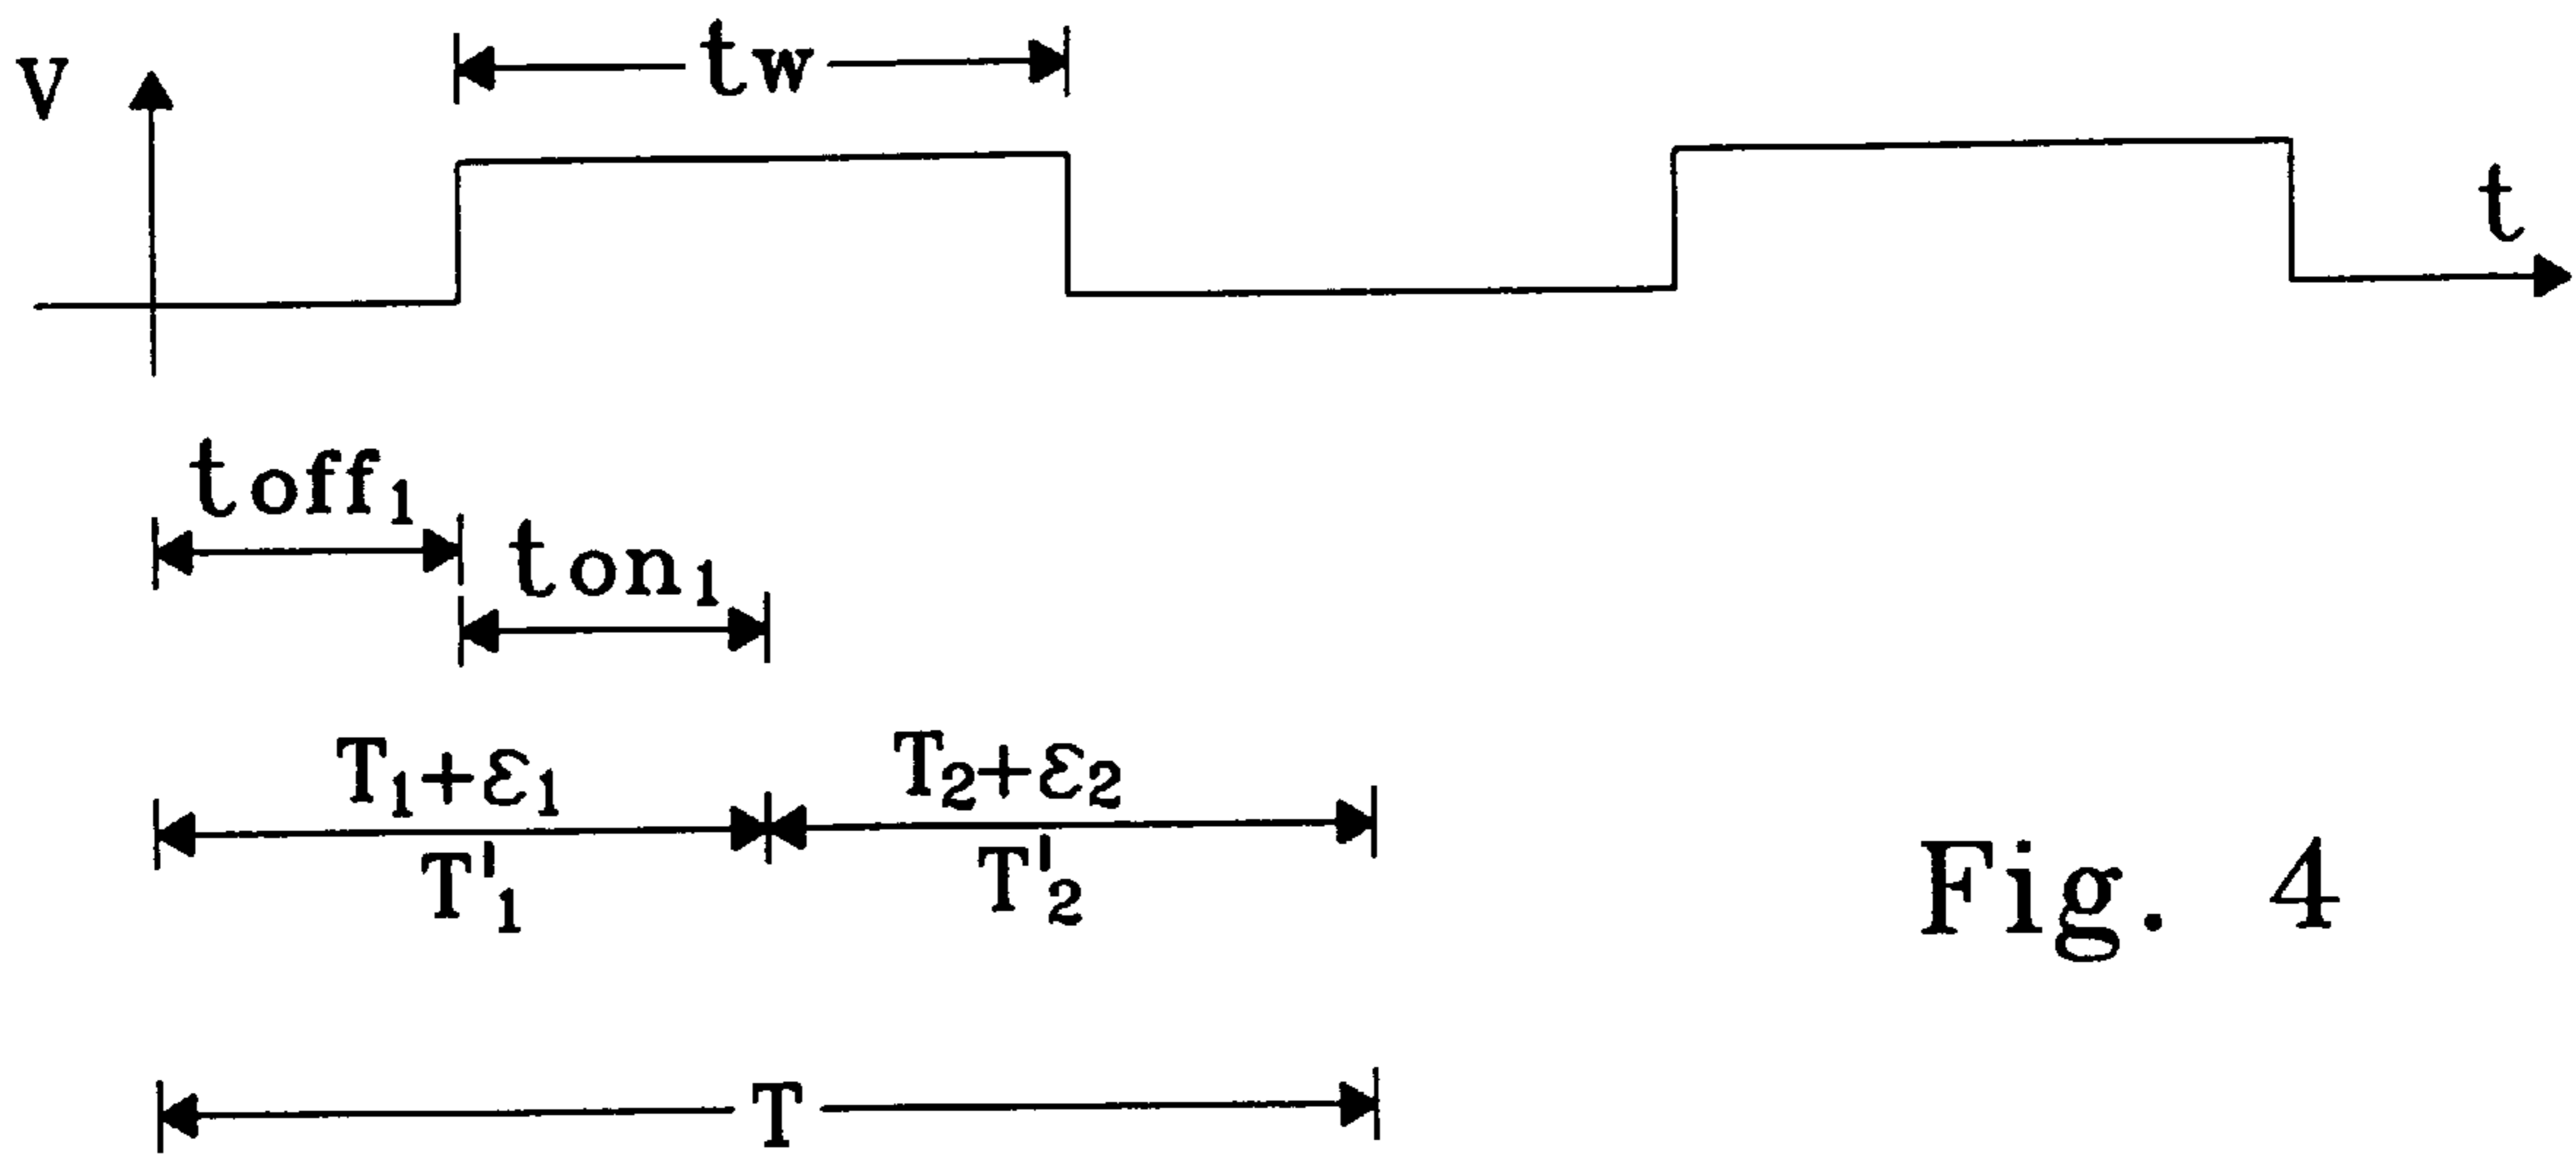 V
tw
t
toff₁
ton₁
T₁+ε₁
T₂+ε₂
T'₁
T'₂
Fig. 4
T